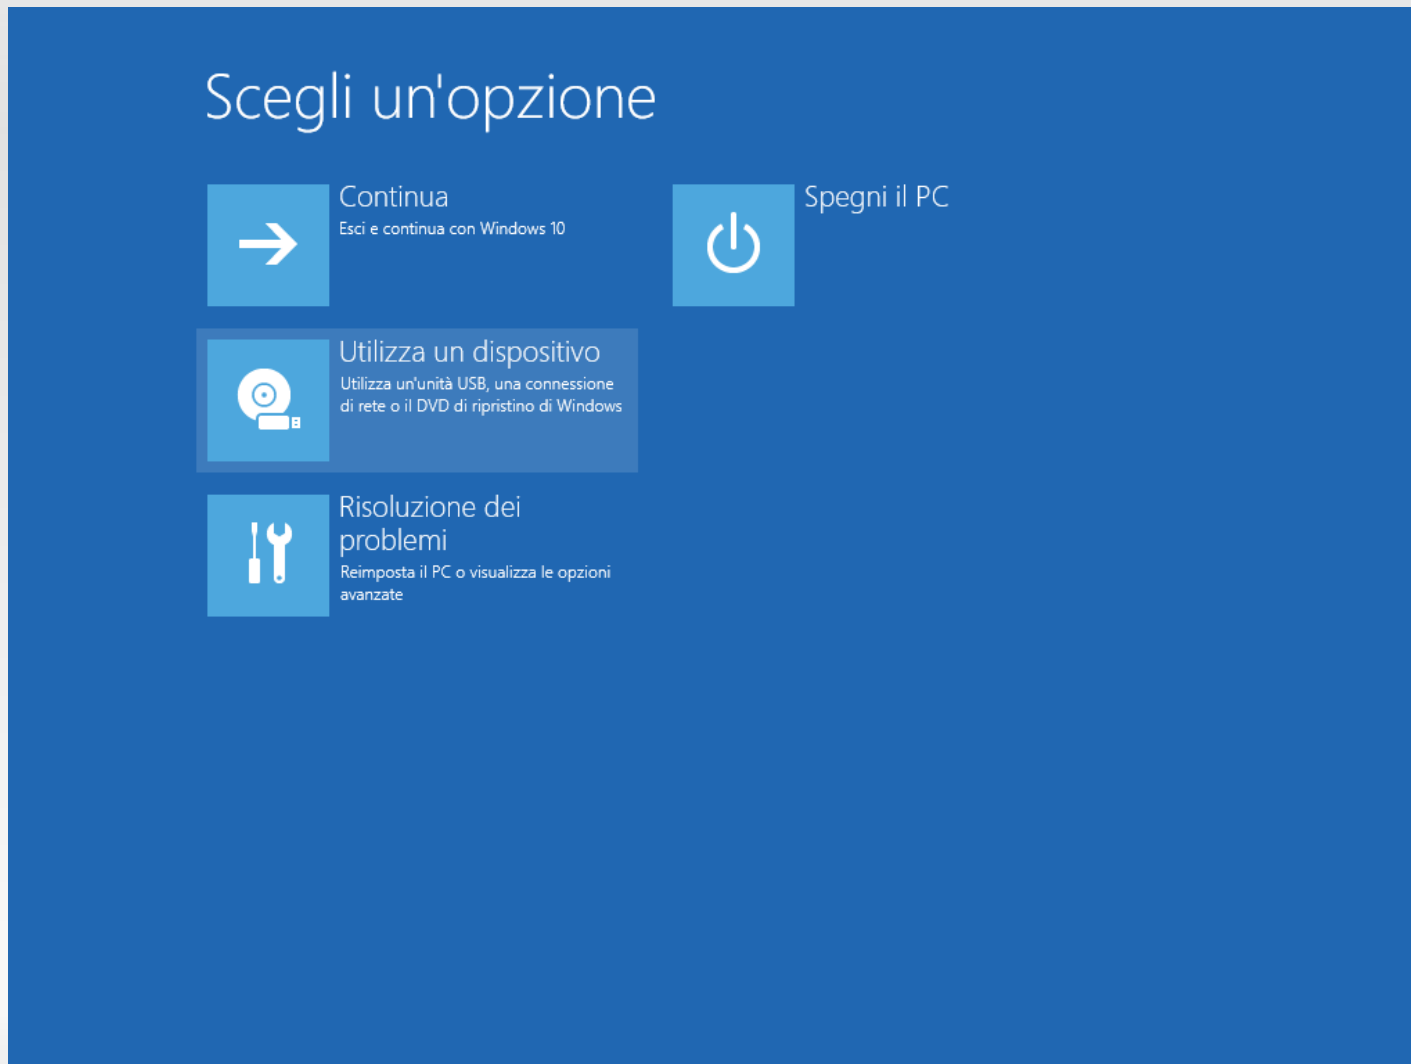 Scegli un'opzione
Continua
Esci e continua con Windows 10
Utilizza un dispositivo
Utilizza un'unità USB, una connessione
di rete o il DVD di ripristino di Windows
Risoluzione dei
problemi
Reimposta il PC o visualizza le opzioni
avanzate
Spegni il PC